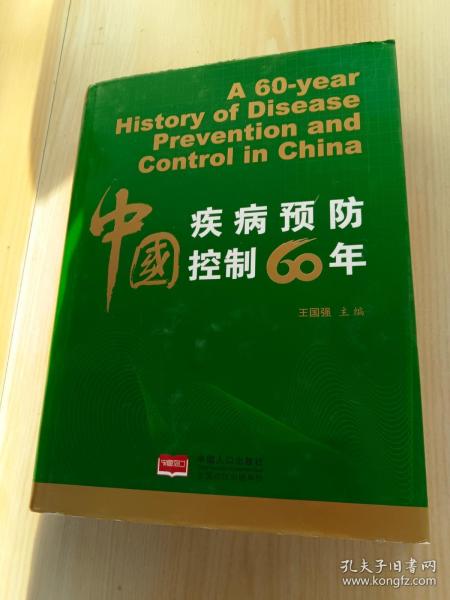 A 60-year
History of Disease
Prevention and
Control in China
中國
疾病预防
控制60年
王国强 主编
中国人口出版社
孔夫子旧书网
www.kongfz.com